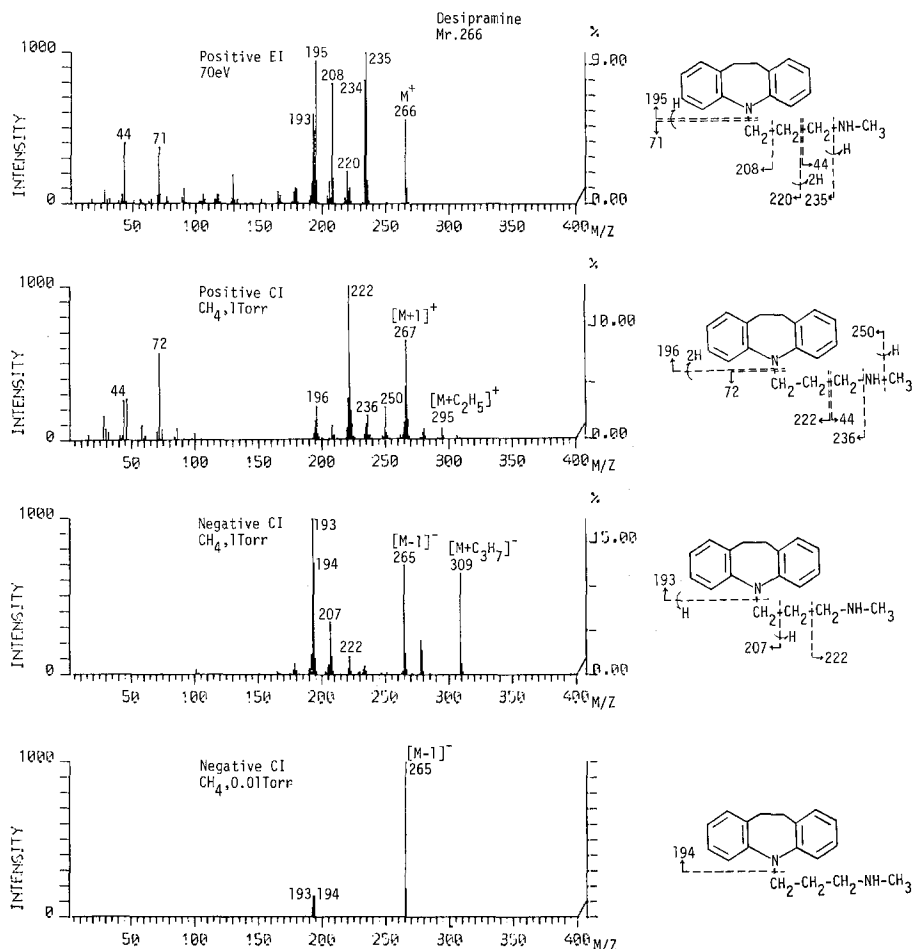 Desipramine
Mr.266
Positive EI
70eV
INTENSITY
1000
0
%
9.00
0.00
44
71
193
195
208
220
234
235
M+
266
50 100 150 200 250 300 350 400 M/Z
195
H
71
N
CH2-CH2-CH2-NH-CH3
208
44
2H
H
220
235
Positive CI
CH4,1Torr
INTENSITY
1000
0
%
10.00
0.00
44
72
196
222
236
250
[M+1]+
267
[M+C2H5]+
295
50 100 150 200 250 300 350 400 M/Z
196
2H
72
N
CH2-CH2-CH2-NH-CH3
250
H
222
44
236
Negative CI
CH4,1Torr
INTENSITY
1000
0
%
15.00
0.00
193
194
207
222
[M-1]-
265
[M+C3H7]-
309
50 100 150 200 250 300 350 400 M/Z
193
H
N
CH2-CH2-CH2-NH-CH3
207
H
222
Negative CI
CH4,0.01Torr
INTENSITY
1000
0
193 194
[M-1]-
265
50 100 150 200 250 300 350 400 M/Z
194
N
CH2-CH2-CH2-NH-CH3